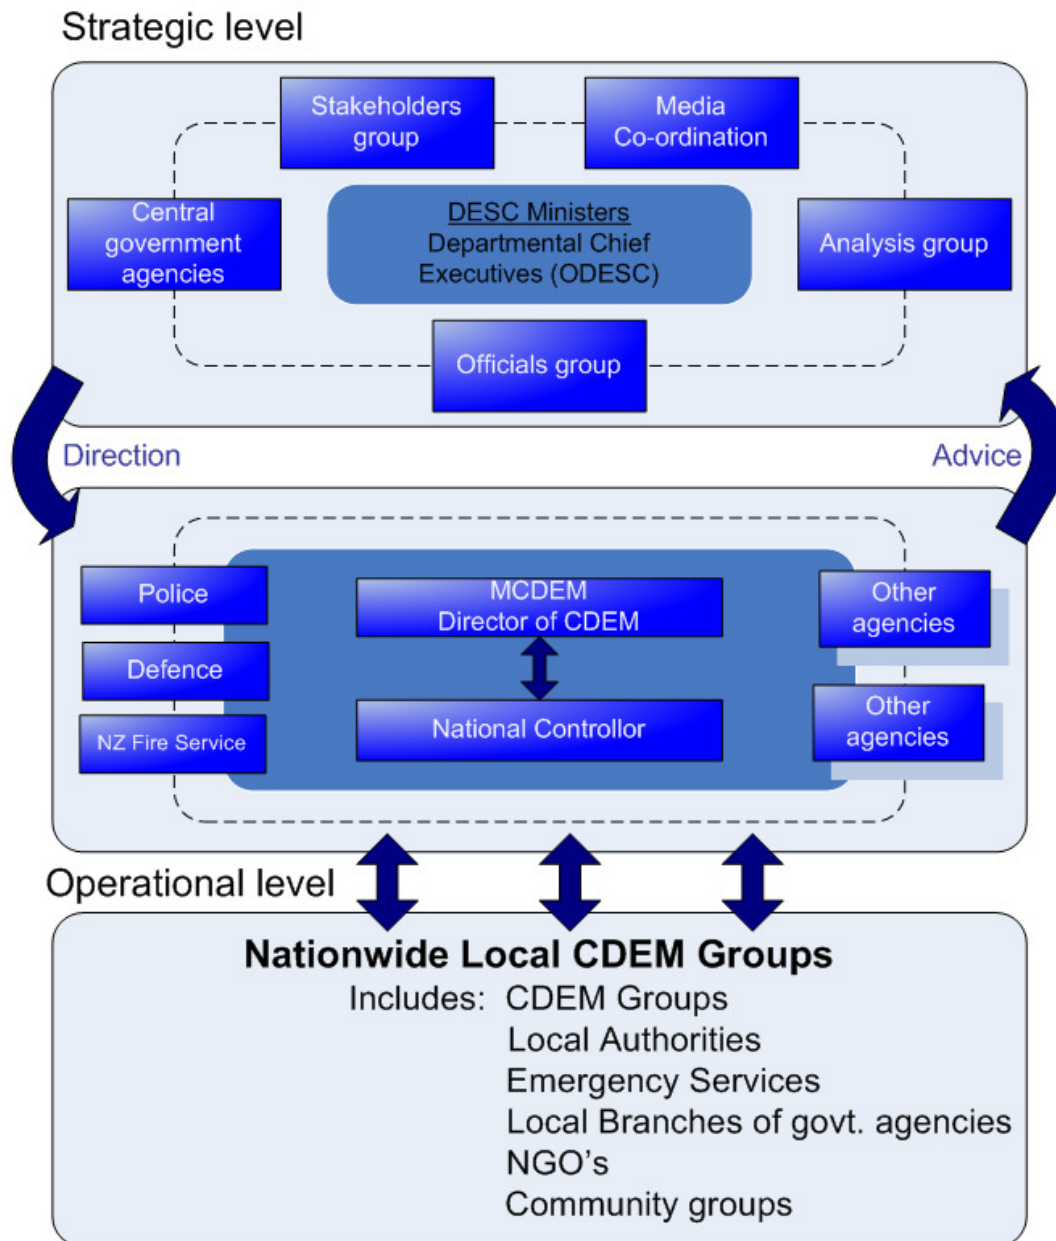 Strategic level
Stakeholders
group
Media
Co-ordination
Central
government
agencies
DESC Ministers
Departmental Chief
Executives (ODESC)
Analysis group
Officials group
Direction
Advice
Police
Defence
NZ Fire Service
MCDEM
Director of CDEM
National Controllor
Other
agencies
Other
agencies
Operational level
Nationwide Local CDEM Groups
Includes: CDEM Groups
Local Authorities
Emergency Services
Local Branches of govt. agencies
NGO's
Community groups